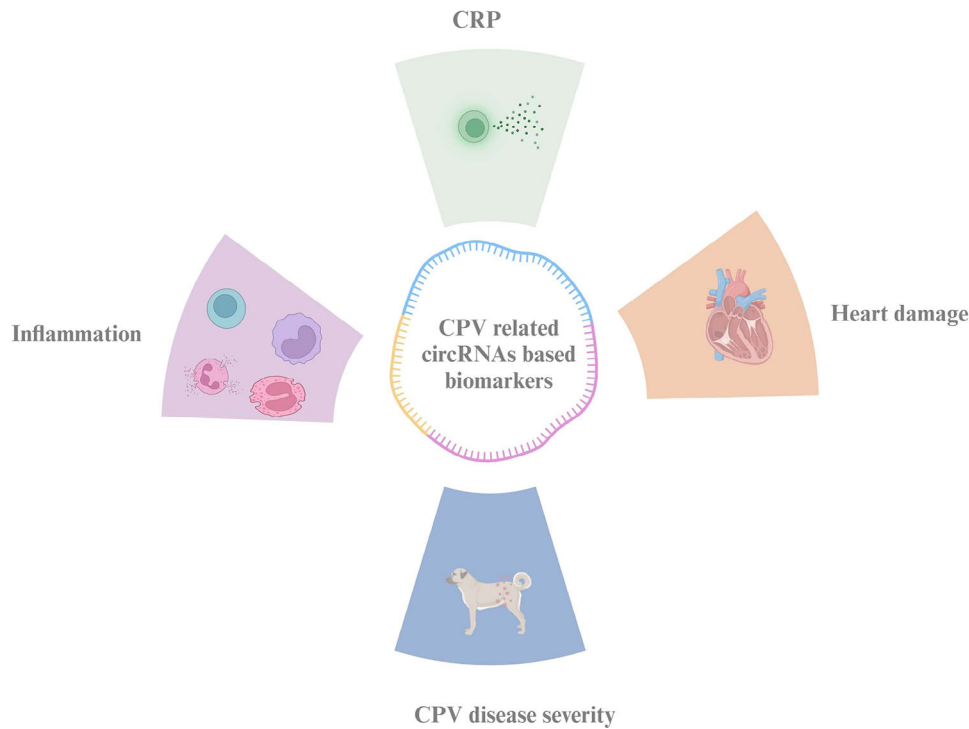 CRP
Inflammation
CPV related
circRNAs based
biomarkers
Heart damage
CPV disease severity